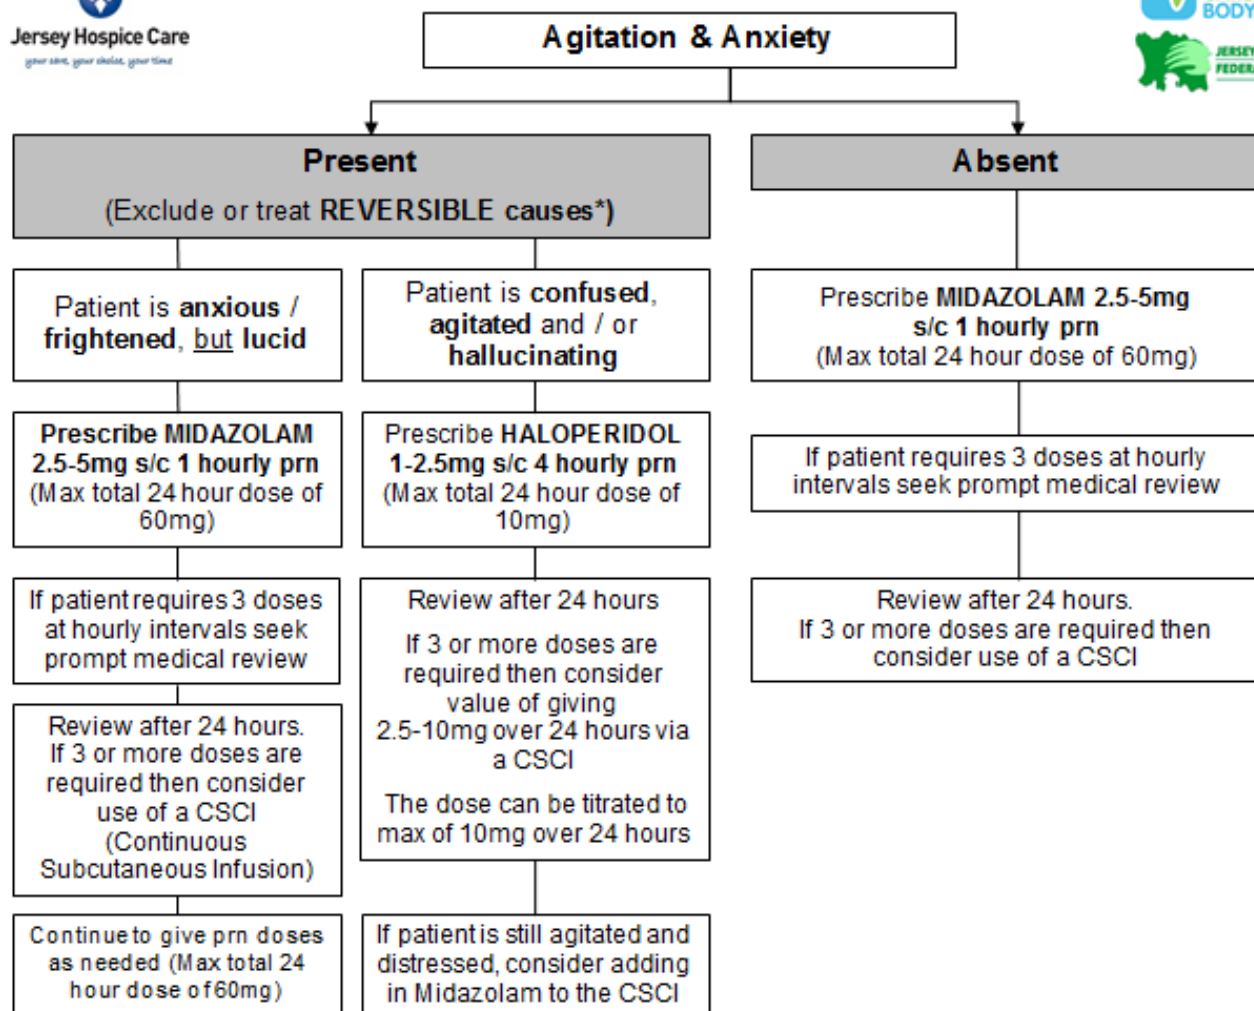 Jersey Hospice Care
your care, your choice, your time
BODY
JERSEY
FEDERA
Agitation & Anxiety
Present
(Exclude or treat REVERSIBLE causes*)
Patient is anxious /
frightened, but lucid
Prescribe MIDAZOLAM
2.5-5mg s/c 1 hourly prn
(Max total 24 hour dose of
60mg)
If patient requires 3 doses
at hourly intervals seek
prompt medical review
Review after 24 hours.
If 3 or more doses are
required then consider
use of a CSCI
(Continuous
Subcutaneous Infusion)
Continue to give prn doses
as needed (Max total 24
hour dose of 60mg)
Patient is confused,
agitated and / or
hallucinating
Prescribe HALOPERIDOL
1-2.5mg s/c 4 hourly prn
(Max total 24 hour dose of
10mg)
Review after 24 hours
If 3 or more doses are
required then consider
value of giving
2.5-10mg over 24 hours via
a CSCI
The dose can be titrated to
max of 10mg over 24 hours
If patient is still agitated and
distressed, consider adding
in Midazolam to the CSCI
Absent
Prescribe MIDAZOLAM 2.5-5mg
s/c 1 hourly prn
(Max total 24 hour dose of 60mg)
If patient requires 3 doses at hourly
intervals seek prompt medical review
Review after 24 hours.
If 3 or more doses are required then
consider use of a CSCI